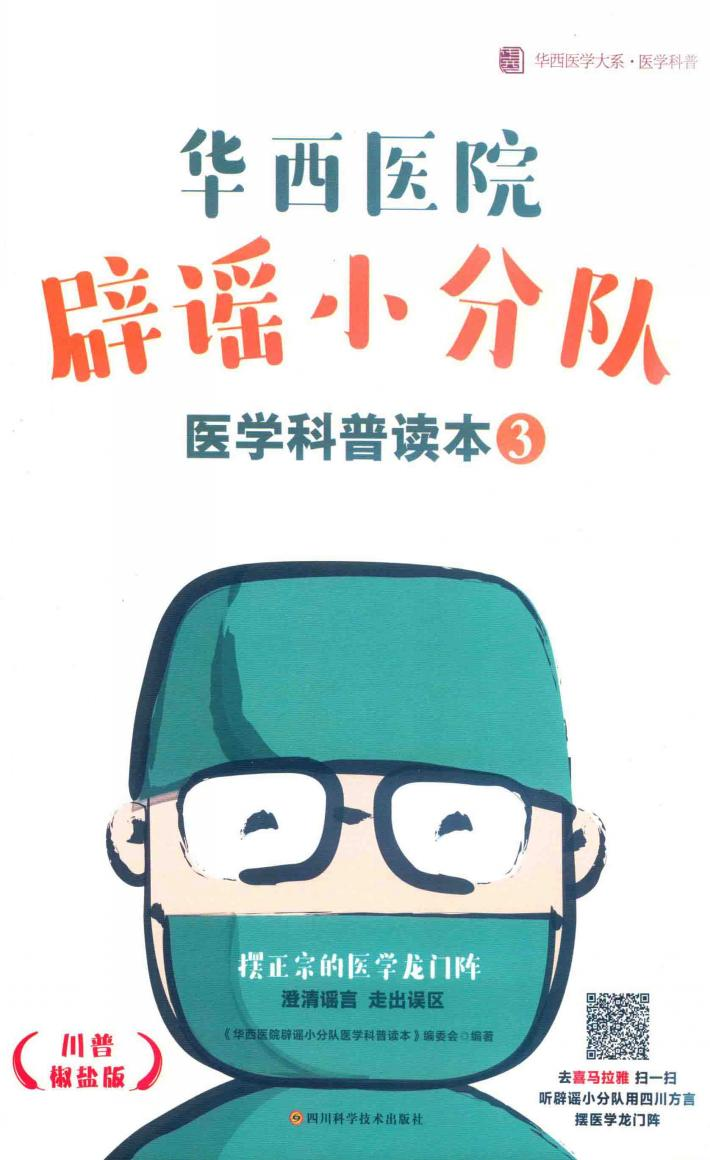 华西医学大系·医学科普
华西医院
辟谣小分队
医学科普读本3
摆正宗的医学龙门阵
澄清谣言 走出误区
《华西医院辟谣小分队医学科普读本》编委会◎编著
川普
椒盐版
去喜马拉雅 扫一扫
听辟谣小分队用四川方言
摆医学龙门阵
四川科学技术出版社